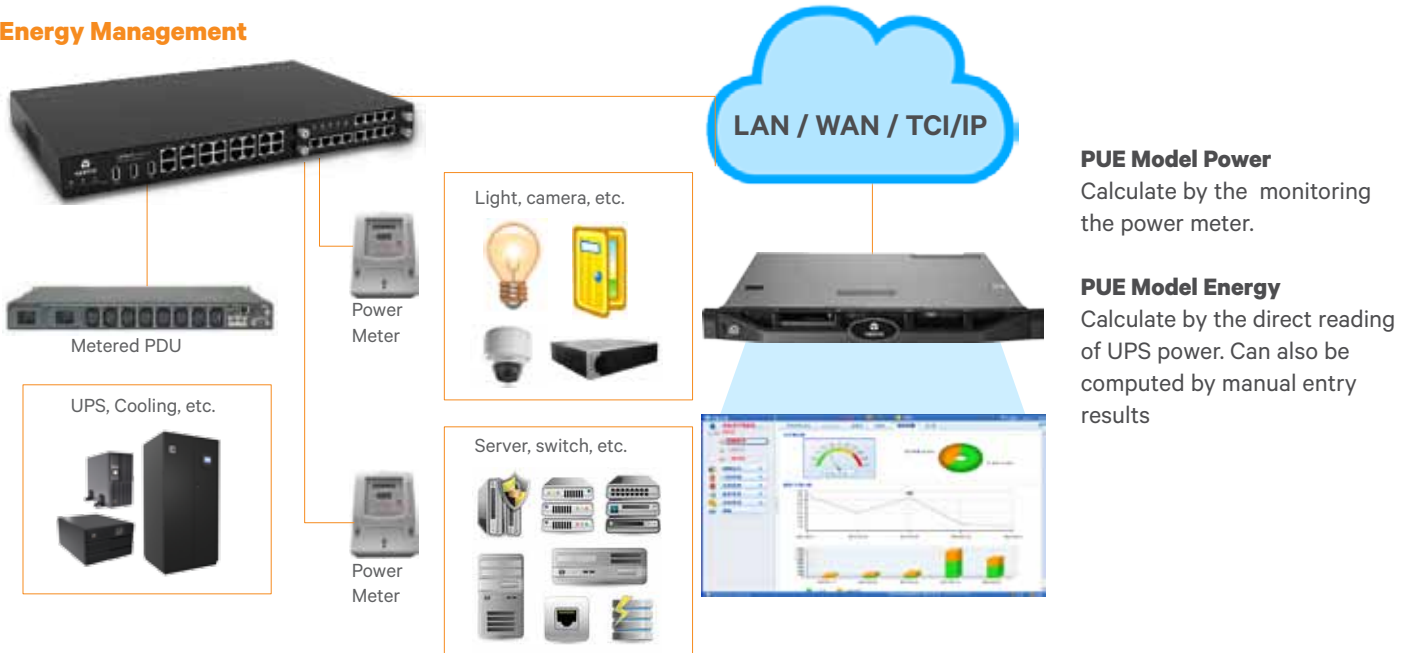 Energy Management
LAN / WAN / TCI/IP
Light, camera, etc.
Power
Meter
Metered PDU
UPS, Cooling, etc.
Server, switch, etc.
Power
Meter
PUE Model Power
Calculate by the monitoring
the power meter.
PUE Model Energy
Calculate by the direct reading
of UPS power. Can also be
computed by manual entry
results